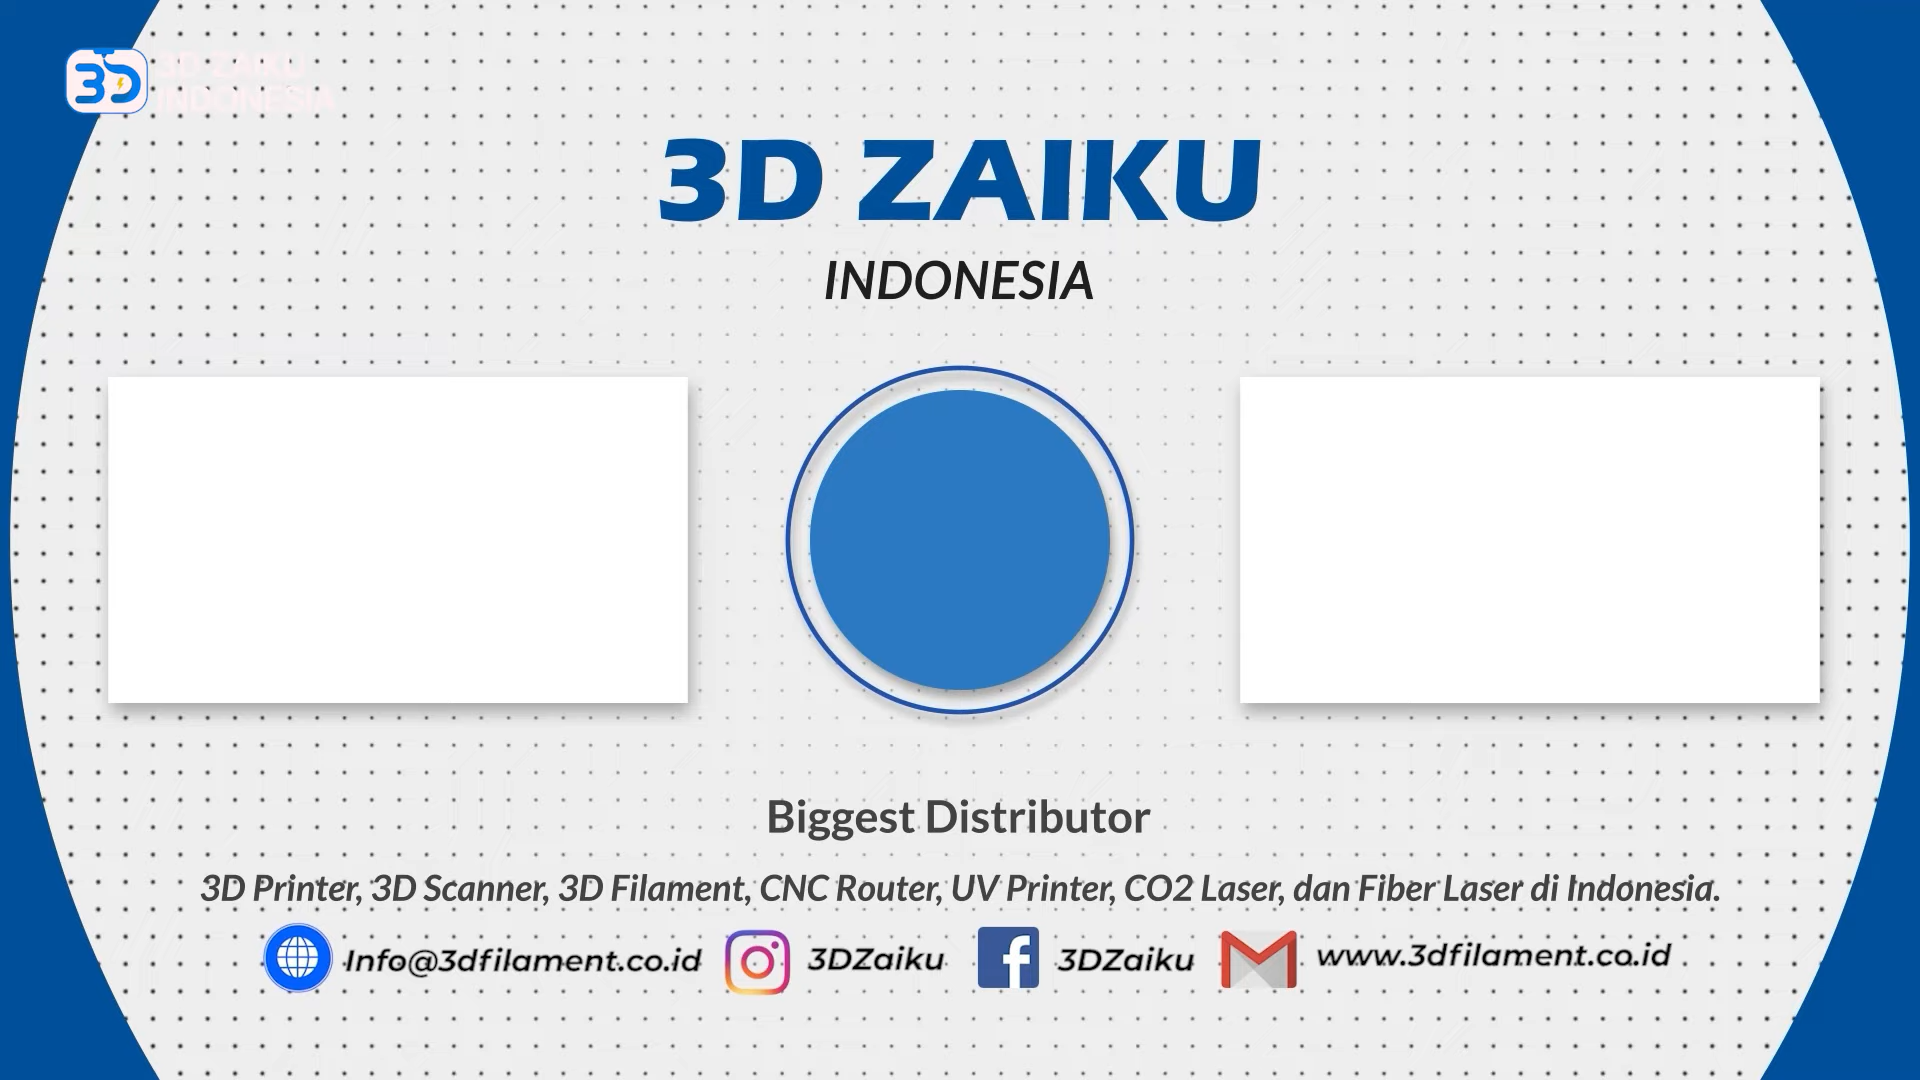 3D
3D ZAIKU
INDONESIA
3D ZAIKU
INDONESIA
Biggest Distributor
3D Printer, 3D Scanner, 3D Filament, CNC Router, UV Printer, CO2 Laser, dan Fiber Laser di Indonesia.
Info@3dfilament.co.id 3DZaiku 3DZaiku www.3dfilament.co.id